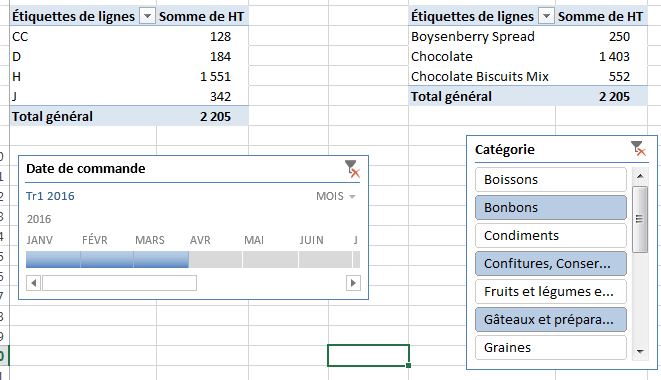 Étiquettes de lignes Somme de HT
CC 128
D 184
H 1 551
J 342
Total général 2 205
Étiquettes de lignes Somme de HT
Boysenberry Spread 250
Chocolate 1 403
Chocolate Biscuits Mix 552
Total général 2 205
Date de commande
Tr1 2016 MOIS
2016
JANV FÉVR MARS AVR MAI JUIN J
Catégorie
Boissons
Bonbons
Condiments
Confitures, Conser...
Fruits et légumes e...
Gâteaux et prépara...
Graines